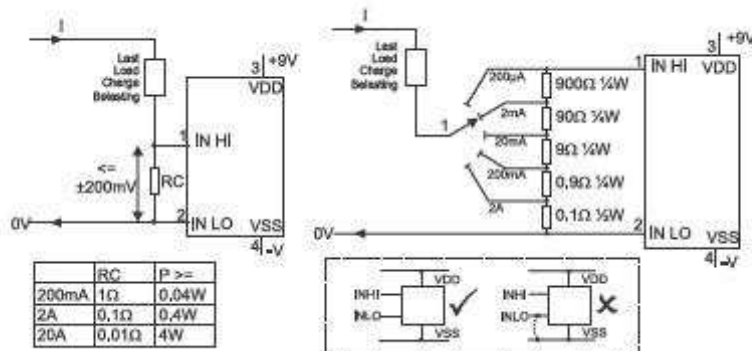 I
Last
Load
Charge
Belasting
3 +9V
VDD
1 IN HI
<=
±200mV
RC
0V
2 IN LO
VSS
4 -V
RC P >=
200mA 1Ω 0,04W
2A 0,1Ω 0,4W
20A 0.01Ω 4W
I
Last
Load
Charge
Belasting
1
200µA
2mA
20mA
200mA
2A
900Ω ¼W
90Ω ¼W
9Ω ¼W
0,9Ω ¼W
0,1Ω ½W
3 +9V
1 IN HI
VDD
0V
2 IN LO
VSS
4 -V
VDD
INHI
INLO
VSS
VDD
INHI
INLO
VSS